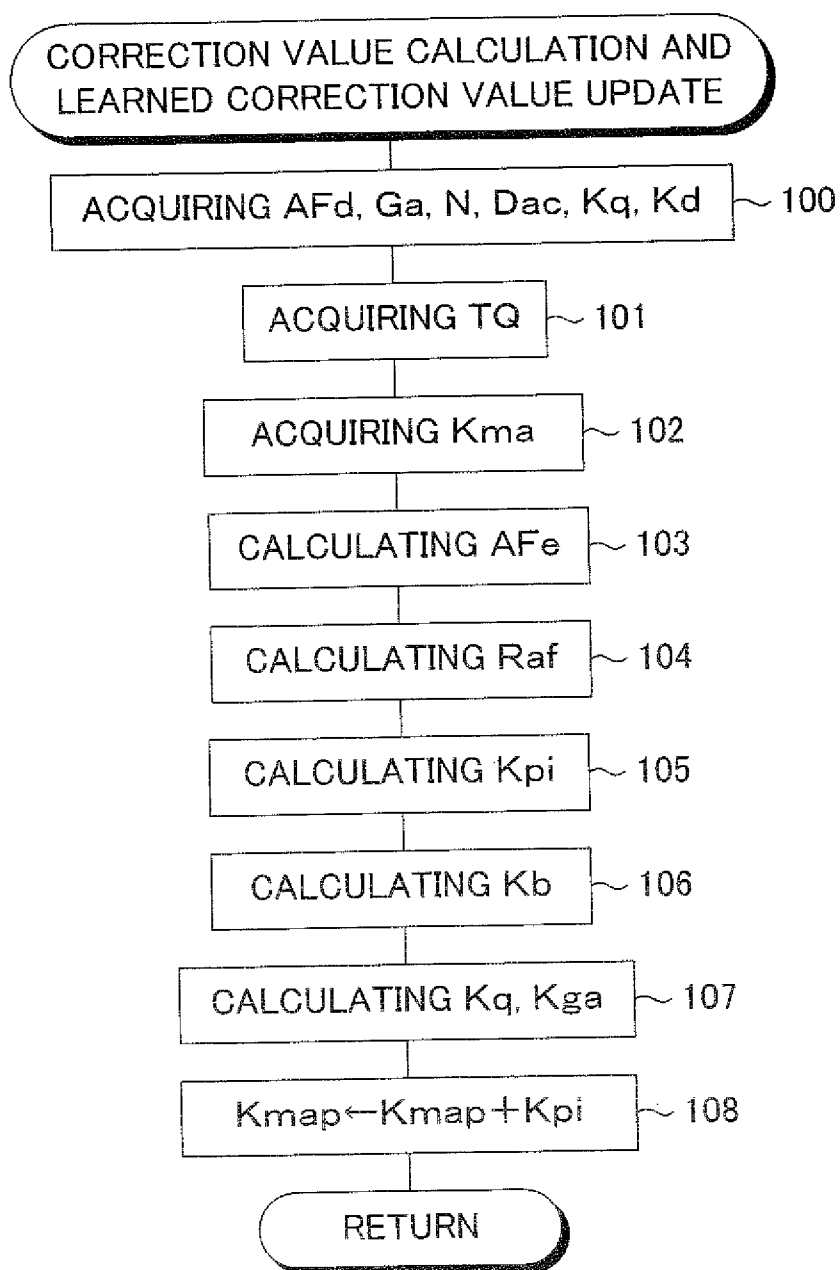 CORRECTION VALUE CALCULATION AND
LEARNED CORRECTION VALUE UPDATE
ACQUIRING AFd, Ga, N, Dac, Kq, Kd 100
ACQUIRING TQ 101
ACQUIRING Kma 102
CALCULATING AFe 103
CALCULATING Raf 104
CALCULATING Kpi 105
CALCULATING Kb 106
CALCULATING Kq, Kga 107
Kmap←Kmap+Kpi 108
RETURN